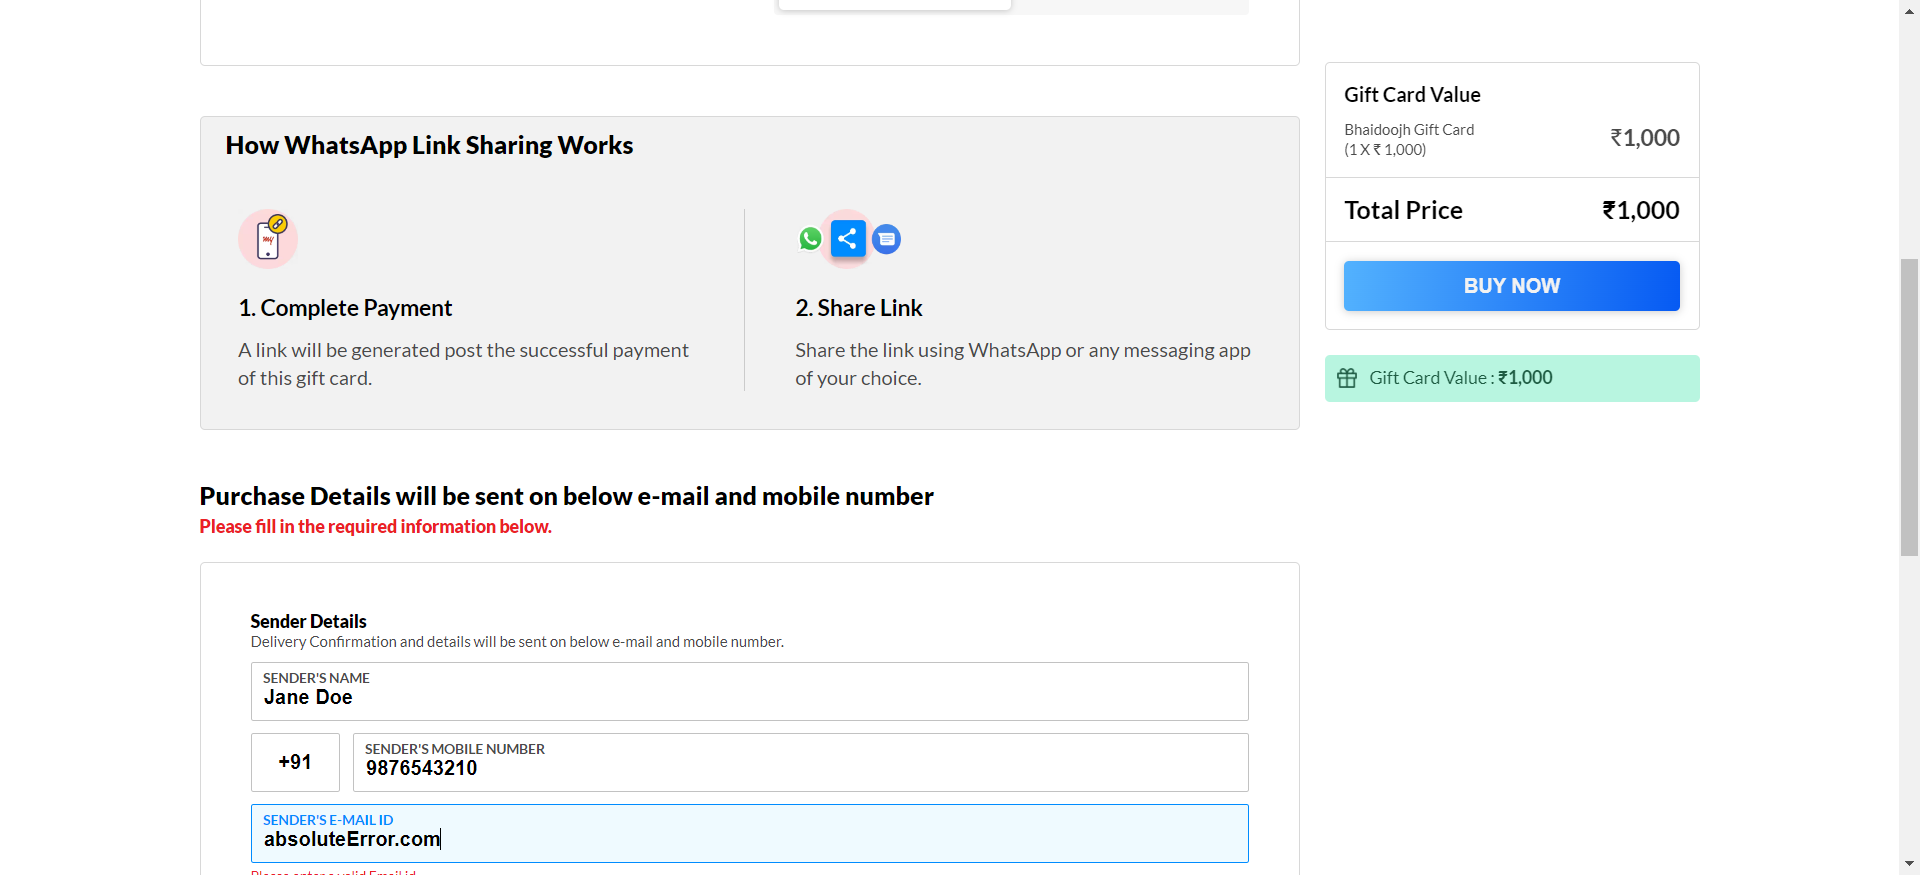 How WhatsApp Link Sharing Works
1. Complete Payment
A link will be generated post the successful payment
of this gift card.
2. Share Link
Share the link using WhatsApp or any messaging app
of your choice.
Gift Card Value
Bhaidoojh Gift Card
(1 X ₹ 1,000)
₹1,000
Total Price
₹1,000
BUY NOW
Gift Card Value : ₹1,000
Purchase Details will be sent on below e-mail and mobile number
Please fill in the required information below.
Sender Details
Delivery Confirmation and details will be sent on below e-mail and mobile number.
SENDER'S NAME
Jane Doe
+91
SENDER'S MOBILE NUMBER
9876543210
SENDER'S E-MAIL ID
absoluteError.com
Please enter a valid Email id